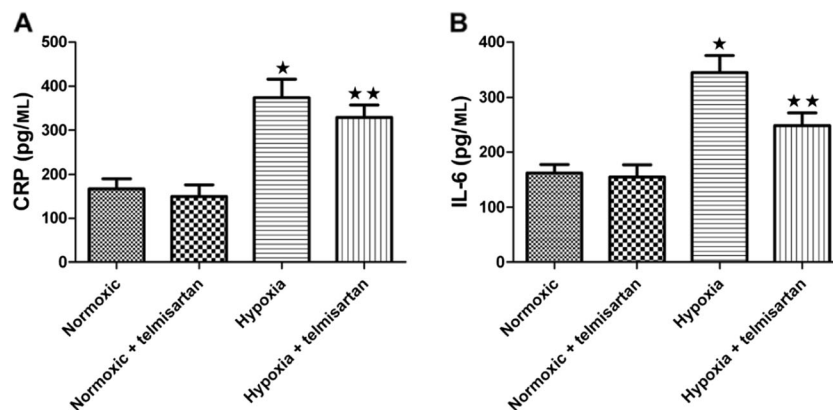 A
CRP (pg/ML)
500
400
300
200
100
0
★
★★
Normoxic
Normoxic + telmisartan
Hypoxia
Hypoxia + telmisartan
B
IL-6 (pg/ML)
400
300
200
100
0
★
★★
Normoxic
Normoxic + telmisartan
Hypoxia
Hypoxia + telmisartan